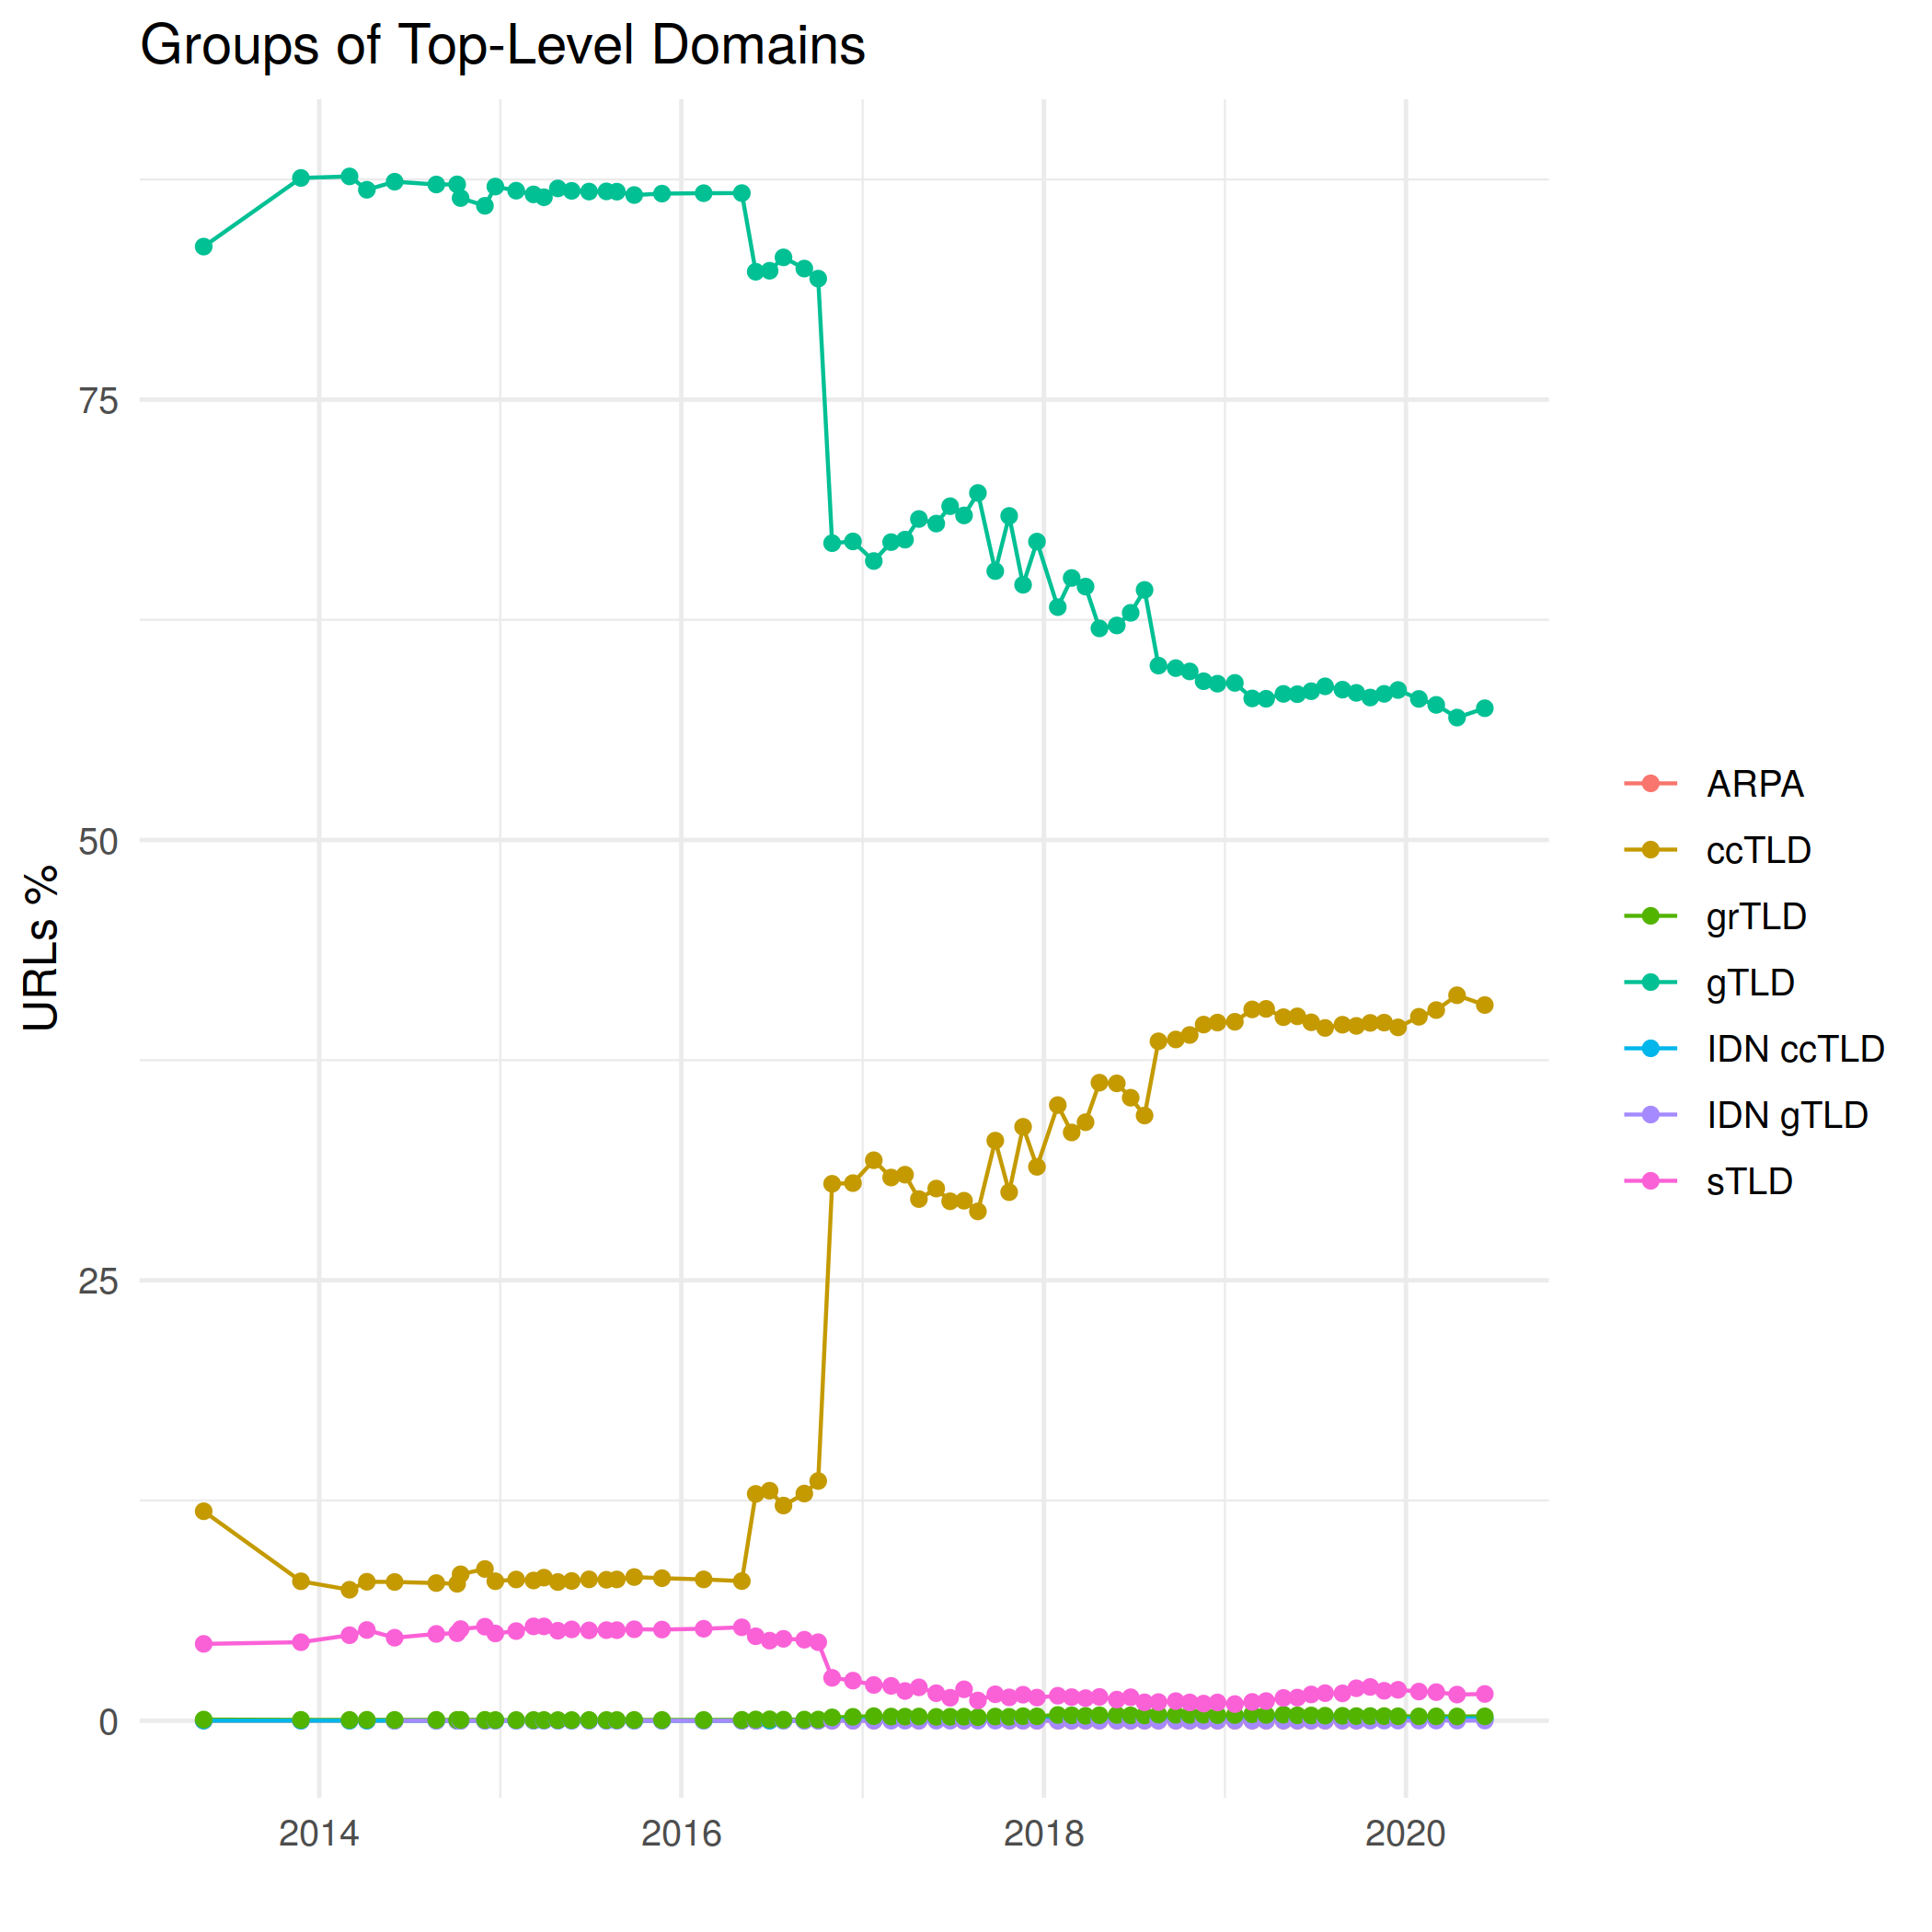 Groups of Top-Level Domains
URLs %
75
50
25
0
2014
2016
2018
2020
ARPA
ccTLD
grTLD
gTLD
IDN ccTLD
IDN gTLD
sTLD